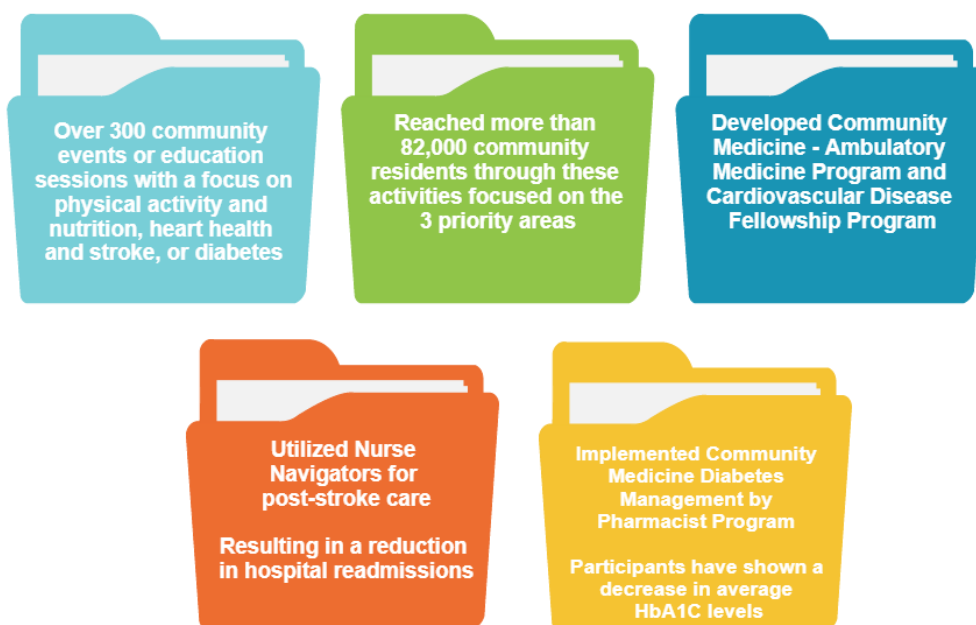 Over 300 community
events or education
sessions with a focus on
physical activity and
nutrition, heart health
and stroke, or diabetes
Reached more than
82,000 community
residents through these
activities focused on the
3 priority areas
Developed Community
Medicine - Ambulatory
Medicine Program and
Cardiovascular Disease
Fellowship Program
Utilized Nurse
Navigators for
post-stroke care
Resulting in a reduction
in hospital readmissions
Implemented Community
Medicine Diabetes
Management by
Pharmacist Program
Participants have shown a
decrease in average
HbA1C levels